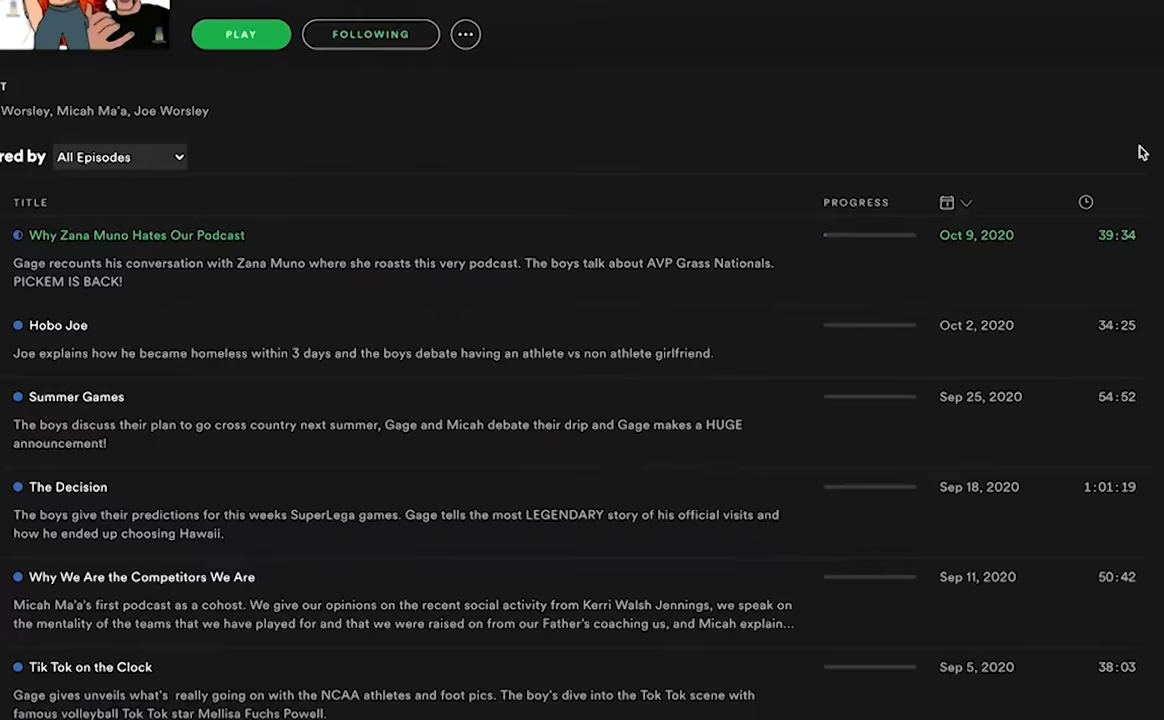 PLAY
FOLLOWING
T
Worsley, Micah Ma'a, Joe Worsley
red by All Episodes
TITLE PROGRESS
Why Zana Muno Hates Our Podcast Oct 9, 2020 39:34
Gage recounts his conversation with Zana Muno where she roasts this very podcast. The boys talk about AVP Grass Nationals.
PICKEM IS BACK!
Hobo Joe Oct 2, 2020 34:25
Joe explains how he became homeless within 3 days and the boys debate having an athlete vs non athlete girlfriend.
Summer Games Sep 25, 2020 54:52
The boys discuss their plan to go cross country next summer, Gage and Micah debate their drip and Gage makes a HUGE
announcement!
The Decision Sep 18, 2020 1:01:19
The boys give their predictions for this weeks SuperLega games. Gage tells the most LEGENDARY story of his official visits and
how he ended up choosing Hawaii.
Why We Are the Competitors We Are Sep 11, 2020 50:42
Micah Ma'a's first podcast as a cohost. We give our opinions on the recent social activity from Kerri Walsh Jennings, we speak on
the mentality of the teams that we have played for and that we were raised on from our Father's coaching us, and Micah explain...
Tik Tok on the Clock Sep 5, 2020 38:03
Gage gives unveils what's really going on with the NCAA athletes and foot pics. The boy's dive into the Tok Tok scene with
famous volleyball Tok Tok star Mellisa Fuchs Powell.